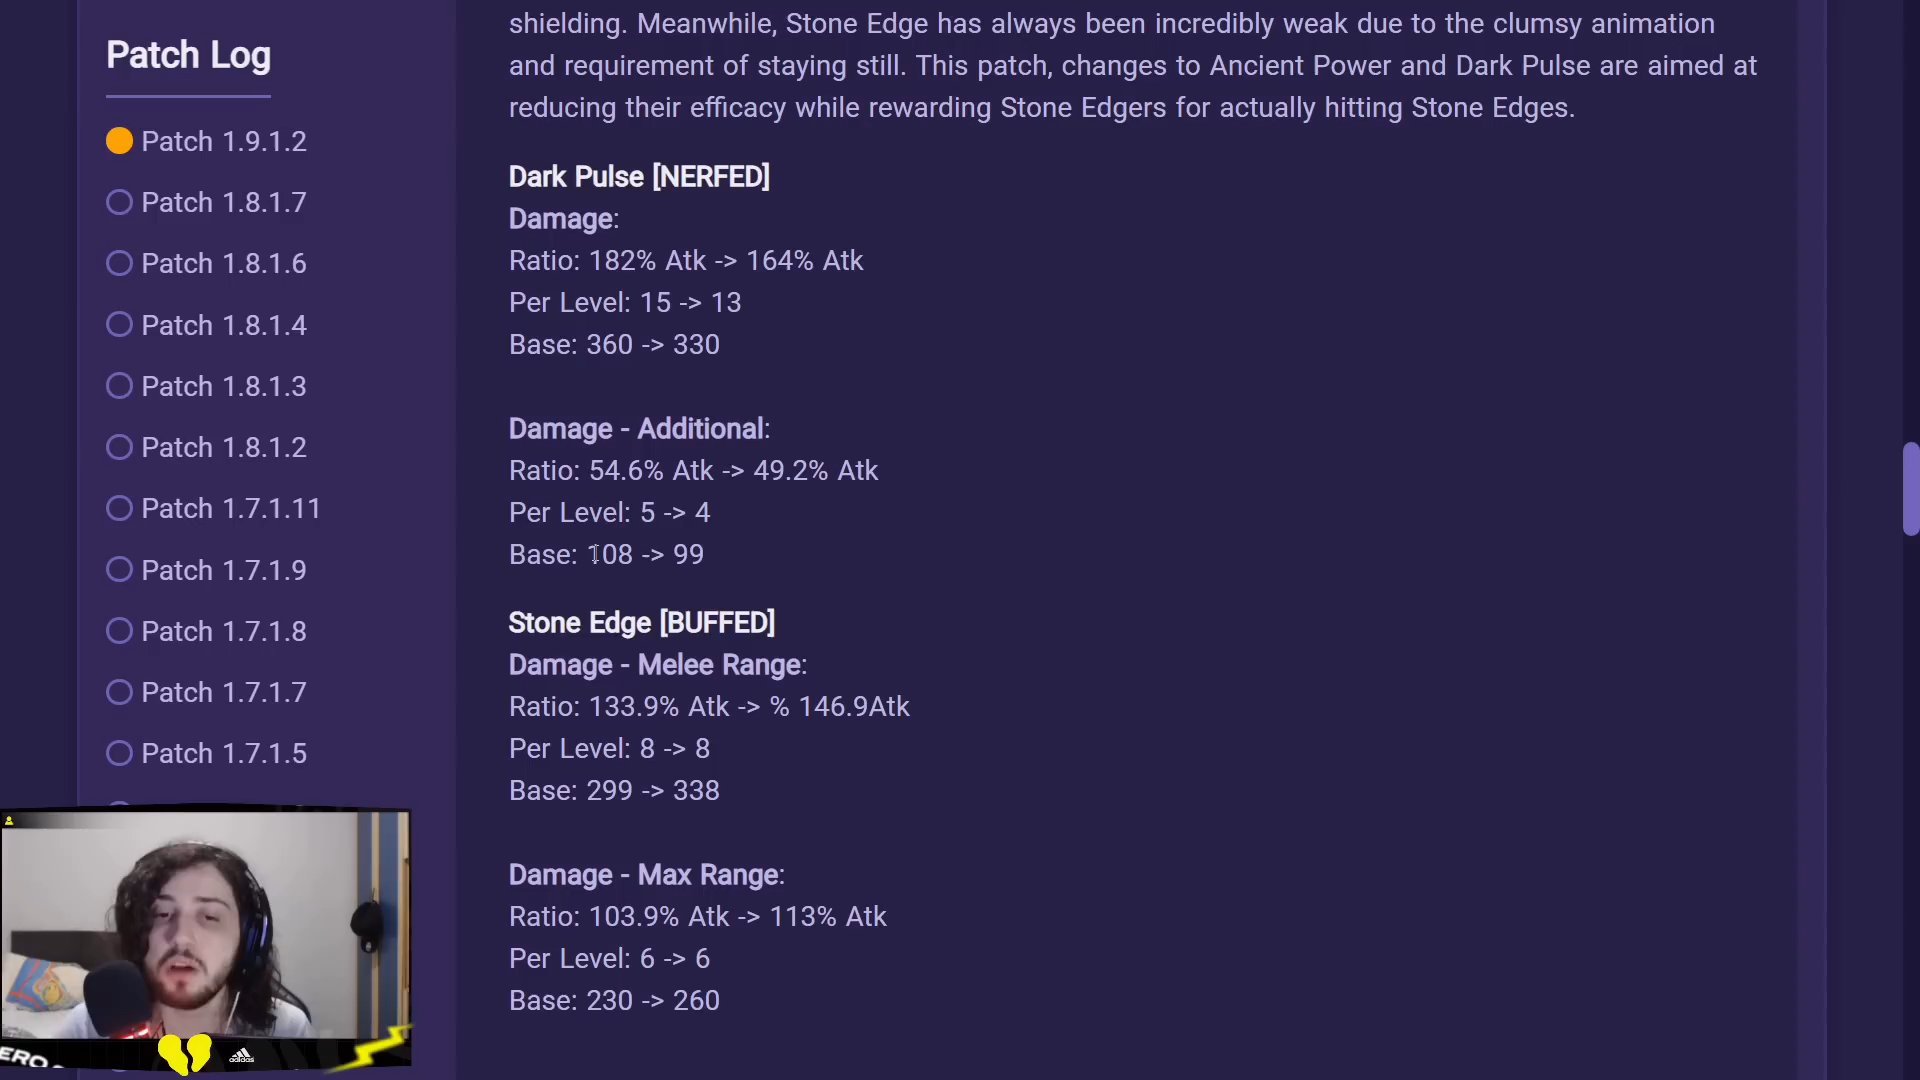 Patch Log
Patch 1.9.1.2
Patch 1.8.1.7
Patch 1.8.1.6
Patch 1.8.1.4
Patch 1.8.1.3
Patch 1.8.1.2
Patch 1.7.1.11
Patch 1.7.1.9
Patch 1.7.1.8
Patch 1.7.1.7
Patch 1.7.1.5
shielding. Meanwhile, Stone Edge has always been incredibly weak due to the clumsy animation
and requirement of staying still. This patch, changes to Ancient Power and Dark Pulse are aimed at
reducing their efficacy while rewarding Stone Edgers for actually hitting Stone Edges.
Dark Pulse [NERFED]
Damage:
Ratio: 182% Atk -> 164% Atk
Per Level: 15 -> 13
Base: 360 -> 330
Damage - Additional:
Ratio: 54.6% Atk -> 49.2% Atk
Per Level: 5 -> 4
Base: 108 -> 99
Stone Edge [BUFFED]
Damage - Melee Range:
Ratio: 133.9% Atk -> % 146.9Atk
Per Level: 8 -> 8
Base: 299 -> 338
Damage - Max Range:
Ratio: 103.9% Atk -> 113% Atk
Per Level: 6 -> 6
Base: 230 -> 260
adidas